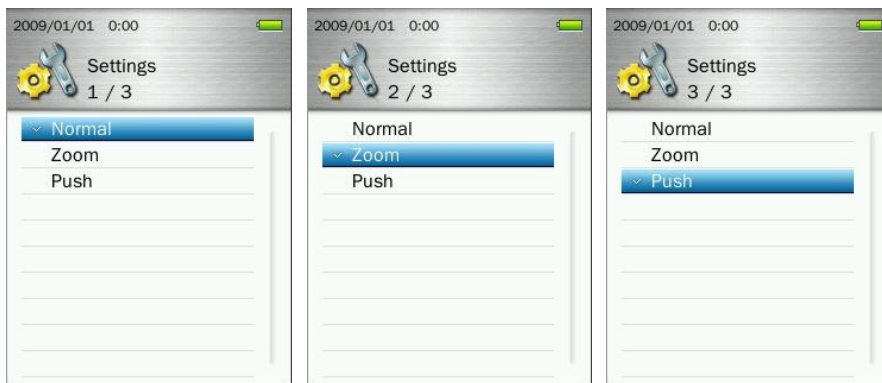 2009/01/01 0:00
Settings
1 / 3
Normal
Zoom
Push
2009/01/01 0:00
Settings
2 / 3
Normal
Zoom
Push
2009/01/01 0:00
Settings
3 / 3
Normal
Zoom
Push